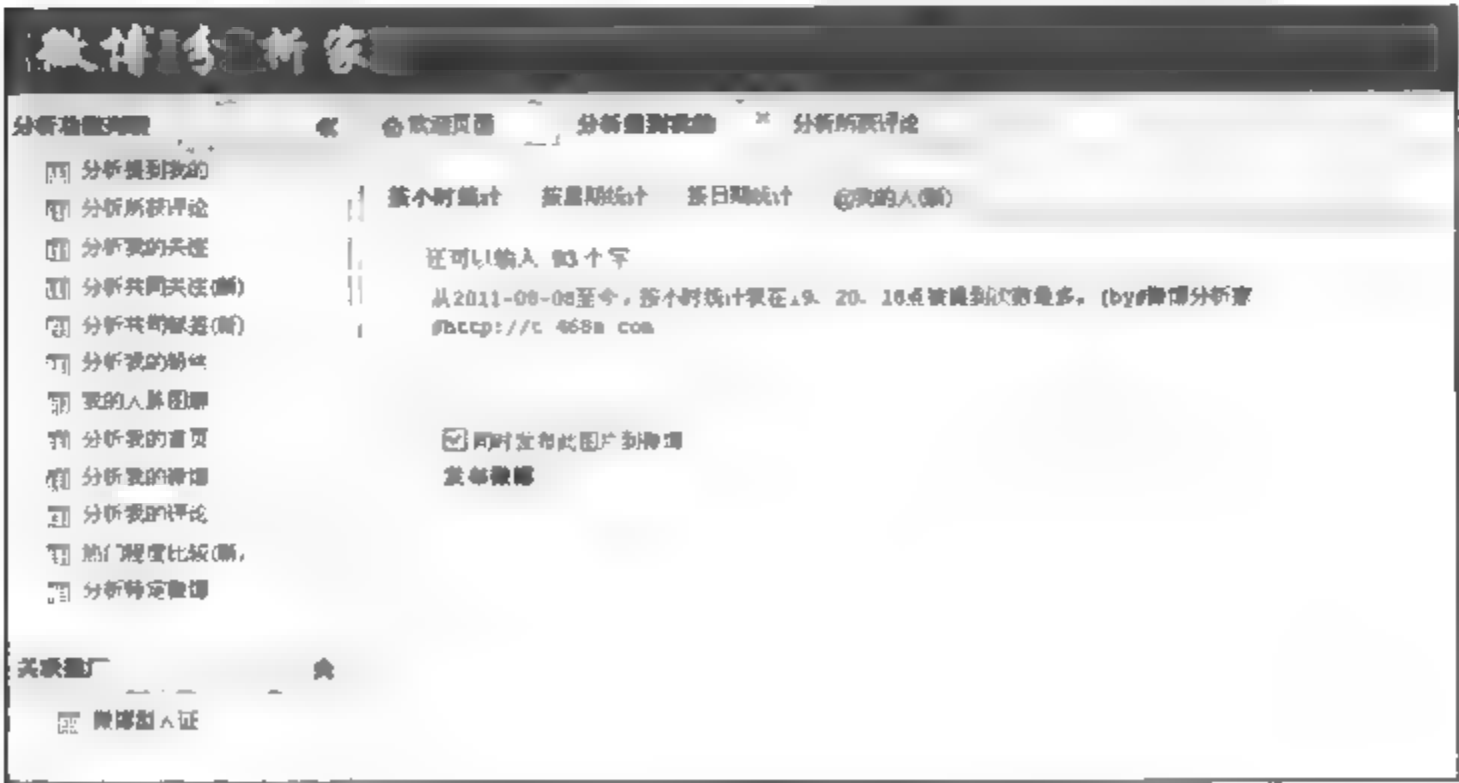 微博分析家
分析功能列表
欢迎页面 分析提到我的 分析所获评论
分析提到我的
分析所获评论
分析我的关注
分析共同关注(新)
分析共同(新)
分析我的粉丝
我的人脉图
分析我的首页
分析我的微博
分析我的评论
热门程度比较(新)
分析特定微博
按小时统计 按星期统计 按日期统计 @我的人(新)
还可以输入 93个字
从2011-08-08至今,按小时统计我在19、20、16点被提到次数最多。(by#微博分析家
#http://t.468m.com
同时发布此图片到微博
发布微博
关联推广
微博 认证